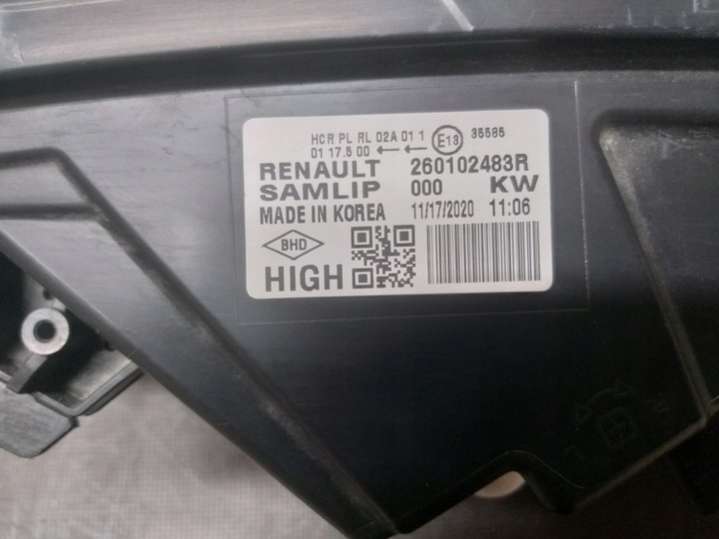 HCR PL RL 02A 01 1 E13 35585
01 17.5 00 ←← 
RENAULT 260102483R
SAMLIP 000 KW
MADE IN KOREA 11/17/2020 11:06
BHD
HIGH
R
L